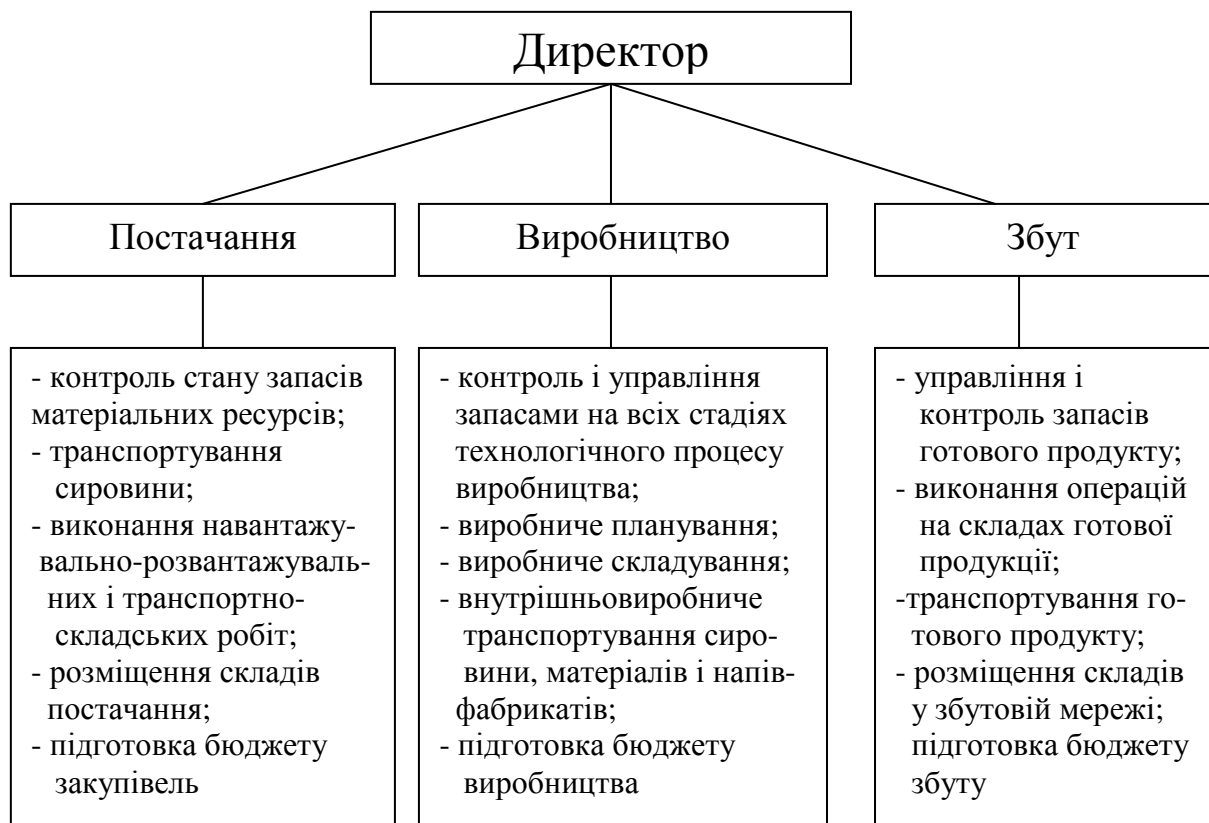 Директор
Постачання
Виробництво
Збут
- контроль стану запасів
матеріальних ресурсів;
- транспортування
сировини;
- виконання навантажу-
вально-розвантажуваль-
них і транспортно-
складських робіт;
- розміщення складів
постачання;
- підготовка бюджету
закупівель
- контроль і управління
запасами на всіх стадіях
технологічного процесу
виробництва;
- виробниче планування;
- виробниче складування;
- внутрішньовиробниче
транспортування сиро-
вини, матеріалів і напів-
фабрикатів;
- підготовка бюджету
виробництва
- управління і
контроль запасів
готового продукту;
- виконання операцій
на складах готової
продукції;
-транспортування го-
тового продукту;
- розміщення складів
у збутовій мережі;
підготовка бюджету
збуту